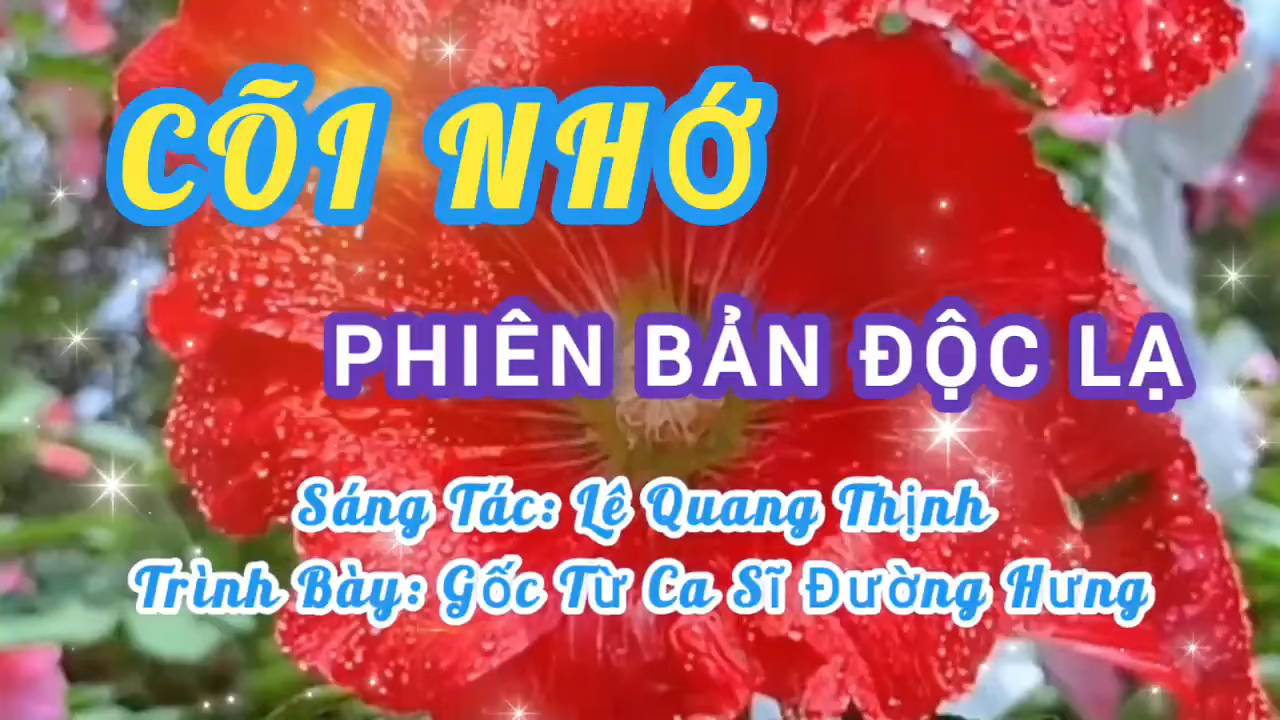 CÕI NHỚ
PHIÊN BẢN ĐỘC LẠ
Sáng Tác: Lê Quang Thịnh
Trình Bày: Gốc Từ Ca Sĩ Đường Hưng